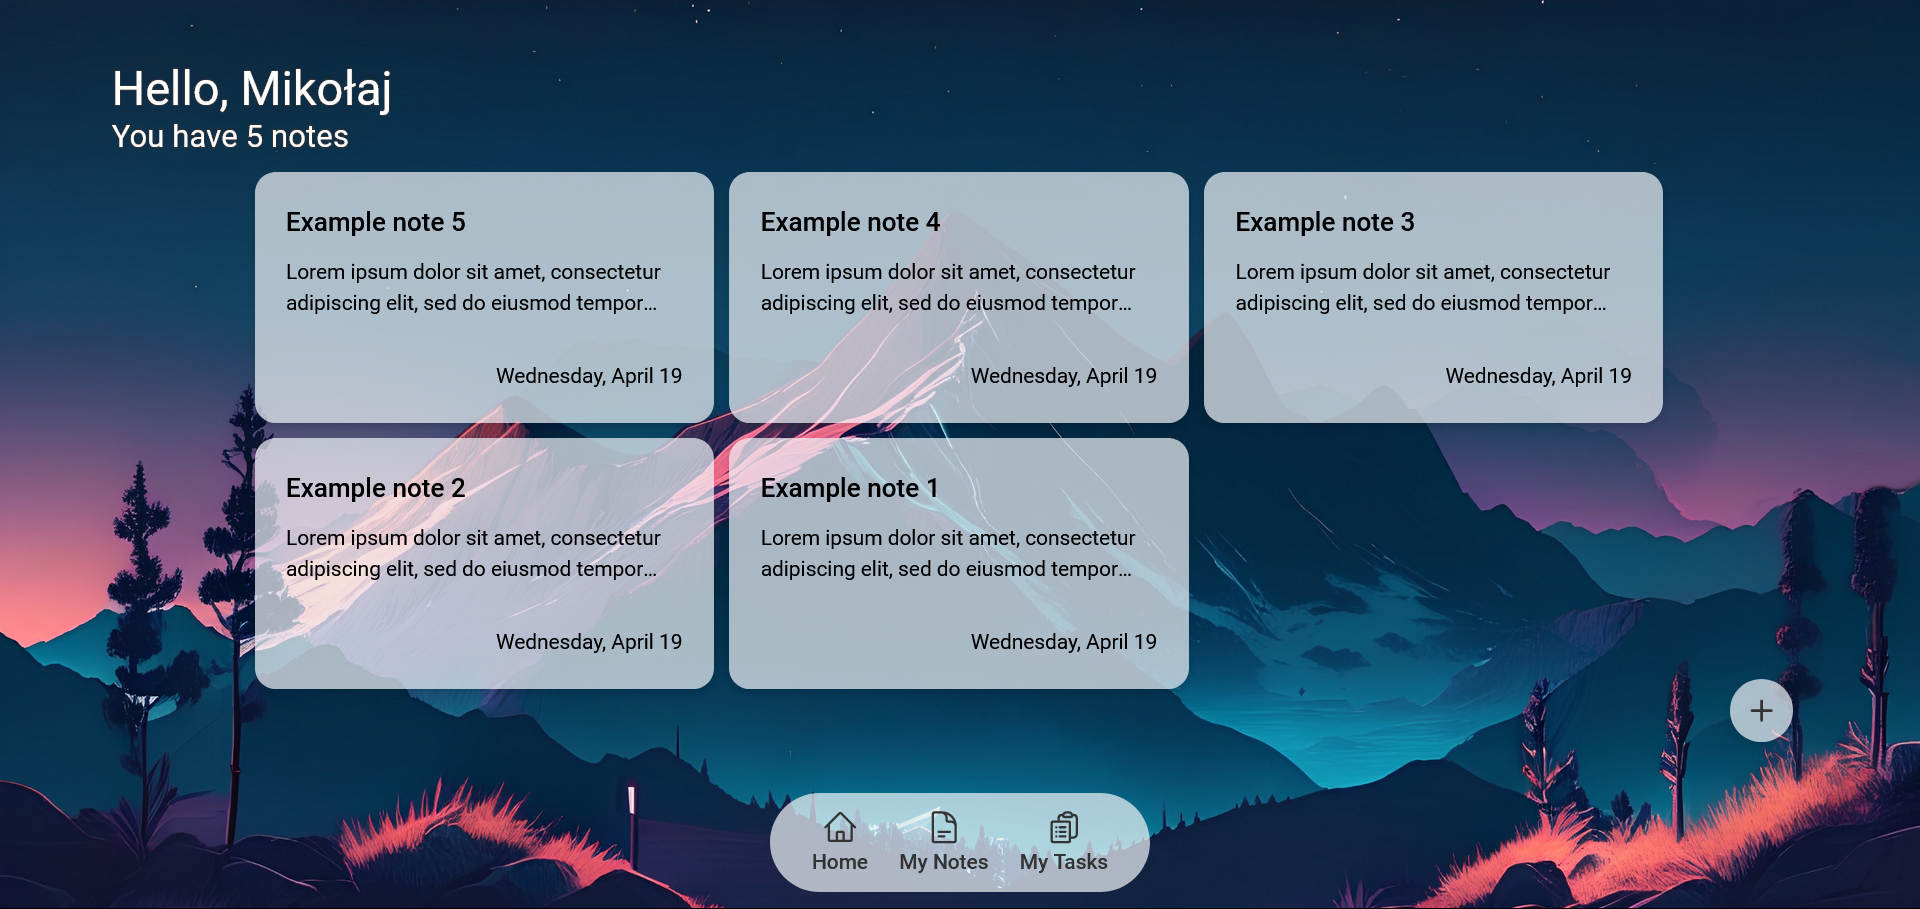 Hello, Mikołaj
You have 5 notes
Example note 5
Lorem ipsum dolor sit amet, consectetur
adipiscing elit, sed do eiusmod tempor...
Wednesday, April 19
Example note 4
Lorem ipsum dolor sit amet, consectetur
adipiscing elit, sed do eiusmod tempor...
Wednesday, April 19
Example note 3
Lorem ipsum dolor sit amet, consectetur
adipiscing elit, sed do eiusmod tempor...
Wednesday, April 19
Example note 2
Lorem ipsum dolor sit amet, consectetur
adipiscing elit, sed do eiusmod tempor...
Wednesday, April 19
Example note 1
Lorem ipsum dolor sit amet, consectetur
adipiscing elit, sed do eiusmod tempor...
Wednesday, April 19
Home
My Notes
My Tasks